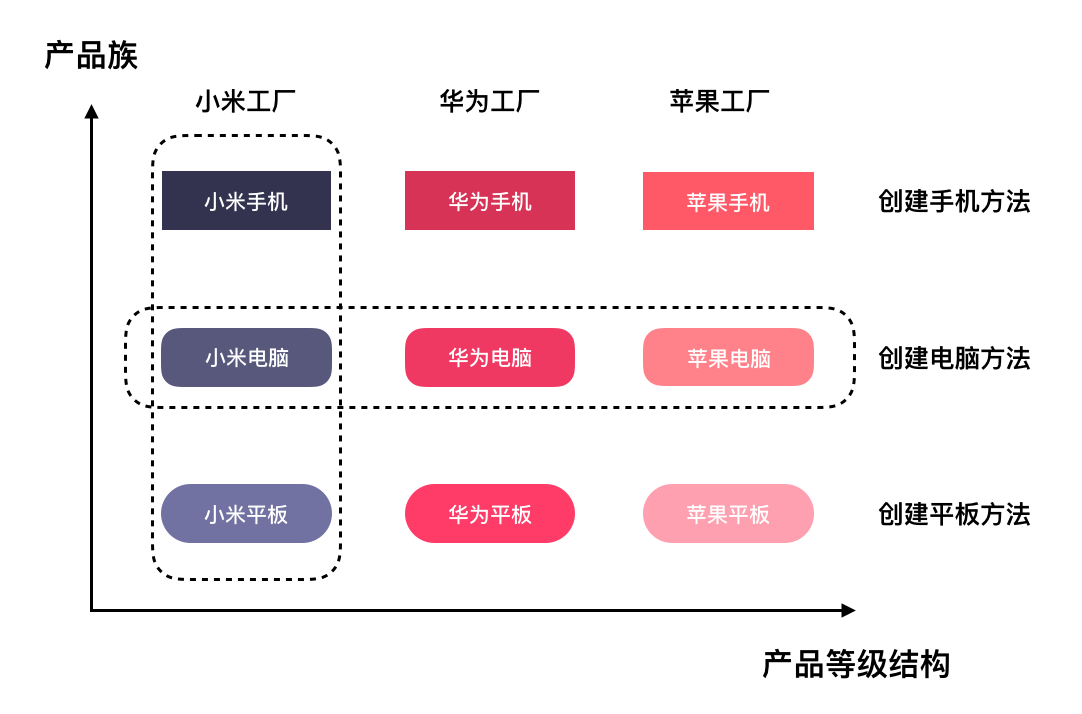 产品族
小米工厂
华为工厂
苹果工厂
小米手机
华为手机
苹果手机
创建手机方法
小米电脑
华为电脑
苹果电脑
创建电脑方法
小米平板
华为平板
苹果平板
创建平板方法
产品等级结构